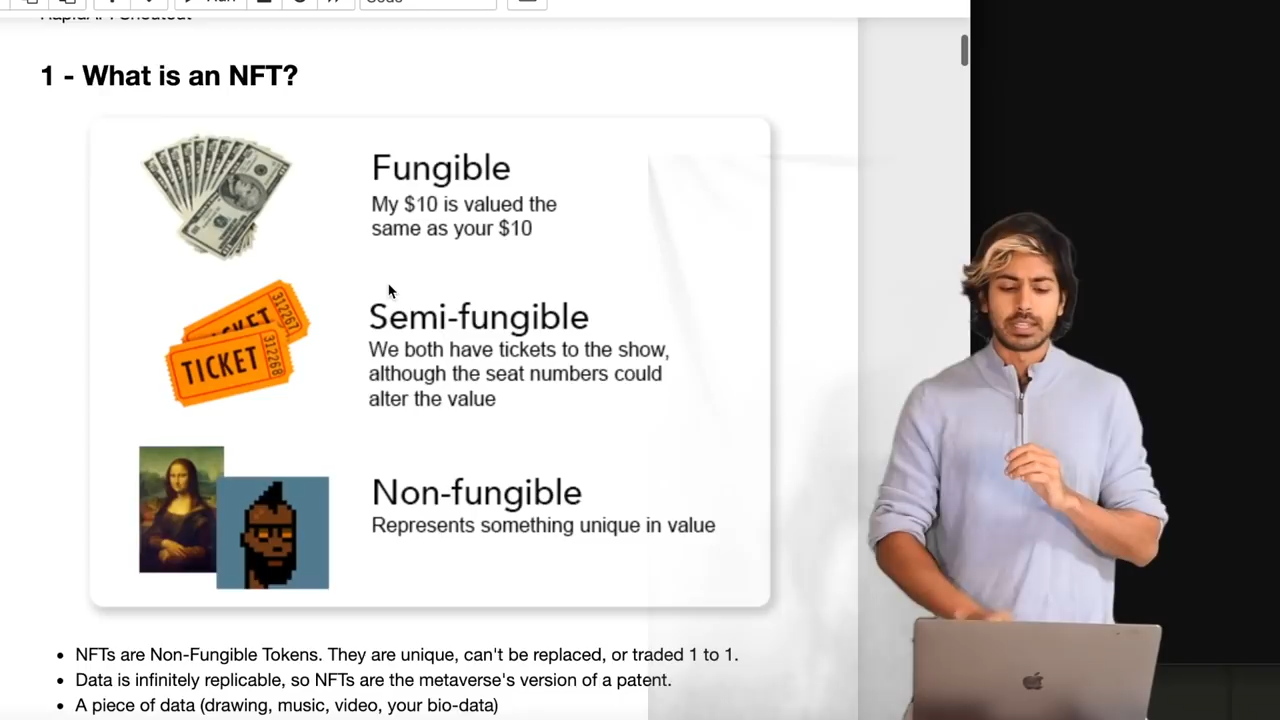 1 - What is an NFT?
Fungible
My $10 is valued the
same as your $10
Semi-fungible
We both have tickets to the show,
although the seat numbers could
alter the value
TICKET
312267
TICKET
312268
Non-fungible
Represents something unique in value
• NFTs are Non-Fungible Tokens. They are unique, can't be replaced, or traded 1 to 1.
• Data is infinitely replicable, so NFTs are the metaverse's version of a patent.
• A piece of data (drawing, music, video, your bio-data)